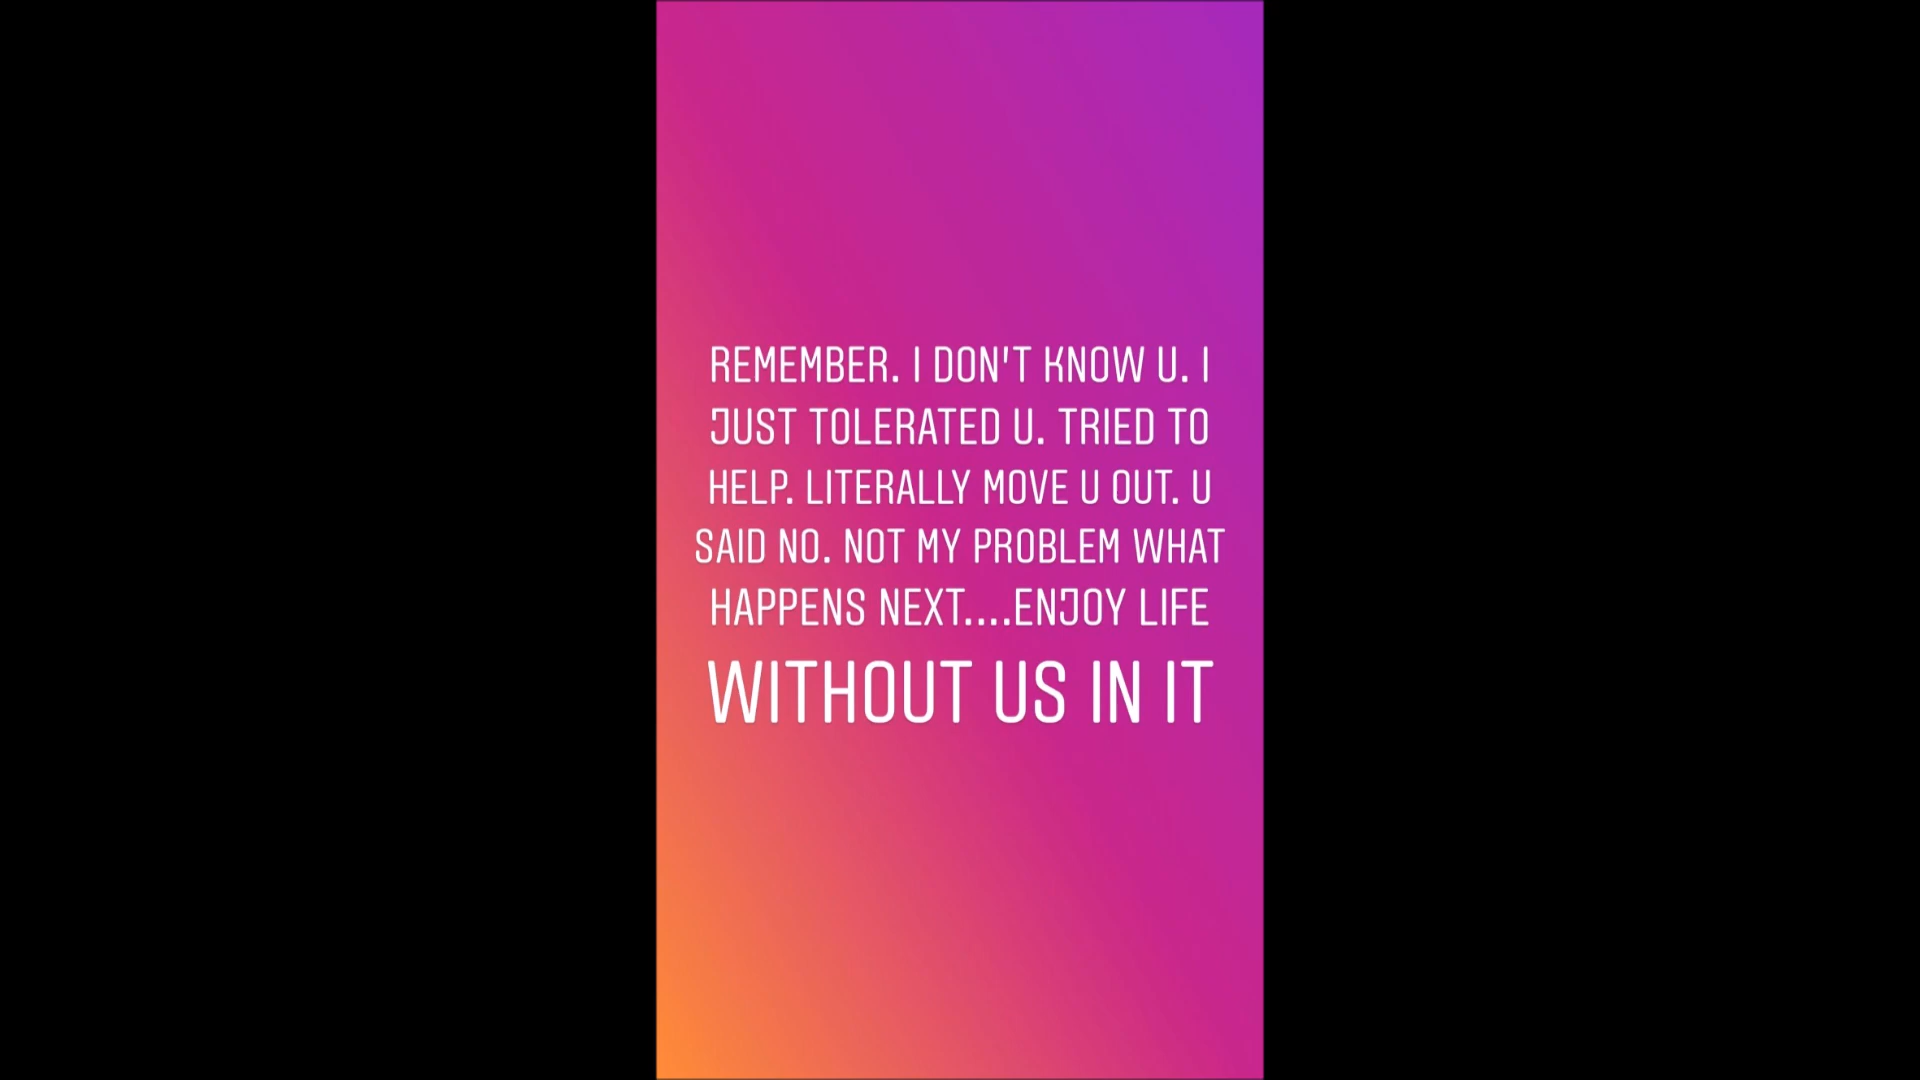 REMEMBER. I DON'T KNOW U. I
JUST TOLERATED U. TRIED TO
HELP. LITERALLY MOVE U OUT. U
SAID NO. NOT MY PROBLEM WHAT
HAPPENS NEXT....ENJOY LIFE
WITHOUT US IN IT